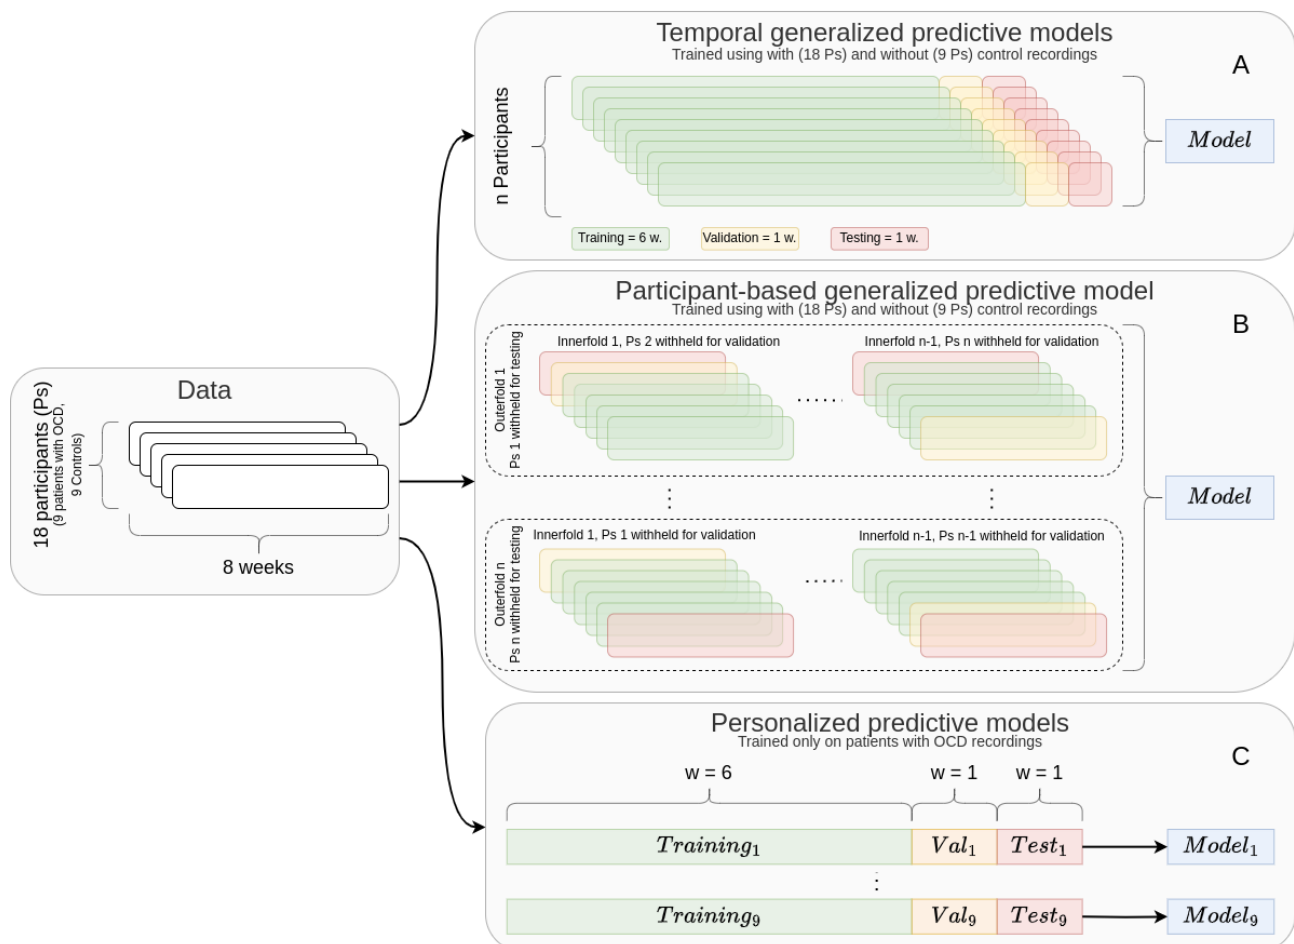 Temporal generalized predictive models
Trained using with (18 Ps) and without (9 Ps) control recordings
A
n Participants
Model
Training = 6 w.
Validation = 1 w.
Testing = 1 w.
Participant-based generalized predictive model
Trained using with (18 Ps) and without (9 Ps) control recordings
B
Outerfold 1
Ps 1 withheld for testing
Innerfold 1, Ps 2 withheld for validation
Innerfold n-1, Ps n withheld for validation
Model
Outerfold n
Ps n withheld for testing
Innerfold 1, Ps 1 withheld for validation
Innerfold n-1, Ps n-1 withheld for validation
Data
18 participants (Ps)
(9 patients with OCD,
9 Controls)
8 weeks
Personalized predictive models
Trained only on patients with OCD recordings
C
w = 6
w = 1
w = 1
Training₁
Val₁
Test₁
Model₁
Training₉
Val₉
Test₉
Model₉